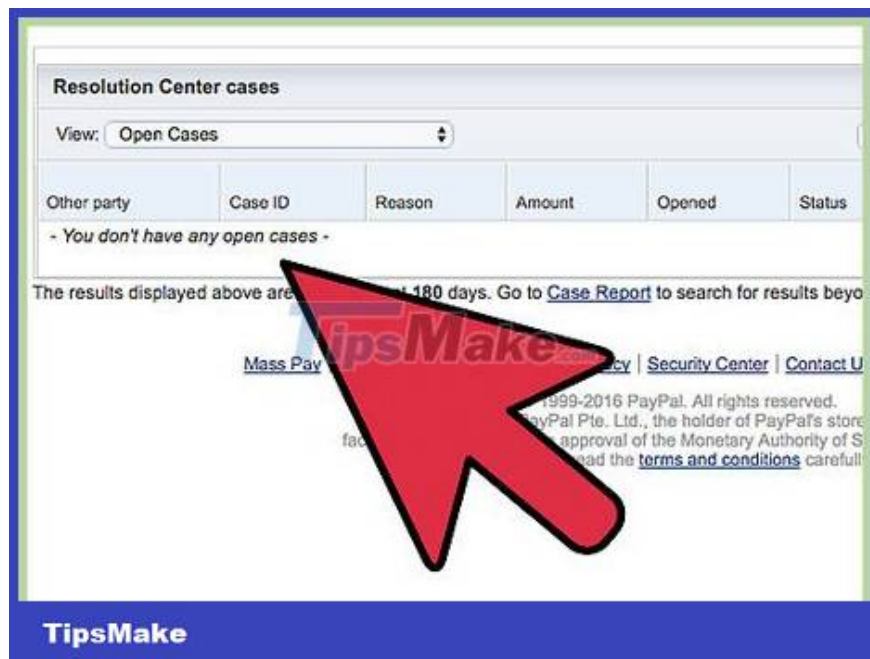 Resolution Center cases
View: Open Cases
Other party Case ID Reason Amount Opened Status
- You don't have any open cases -
The results displayed above are 180 days. Go to Case Report to search for results beyo
TipsMake.com
Mass Pay | Security Center | Contact U
1999-2016 PayPal. All rights reserved.
PayPal Pte. Ltd., the holder of PayPal's store
approval of the Monetary Authority of S
read the terms and conditions carefull
TipsMake